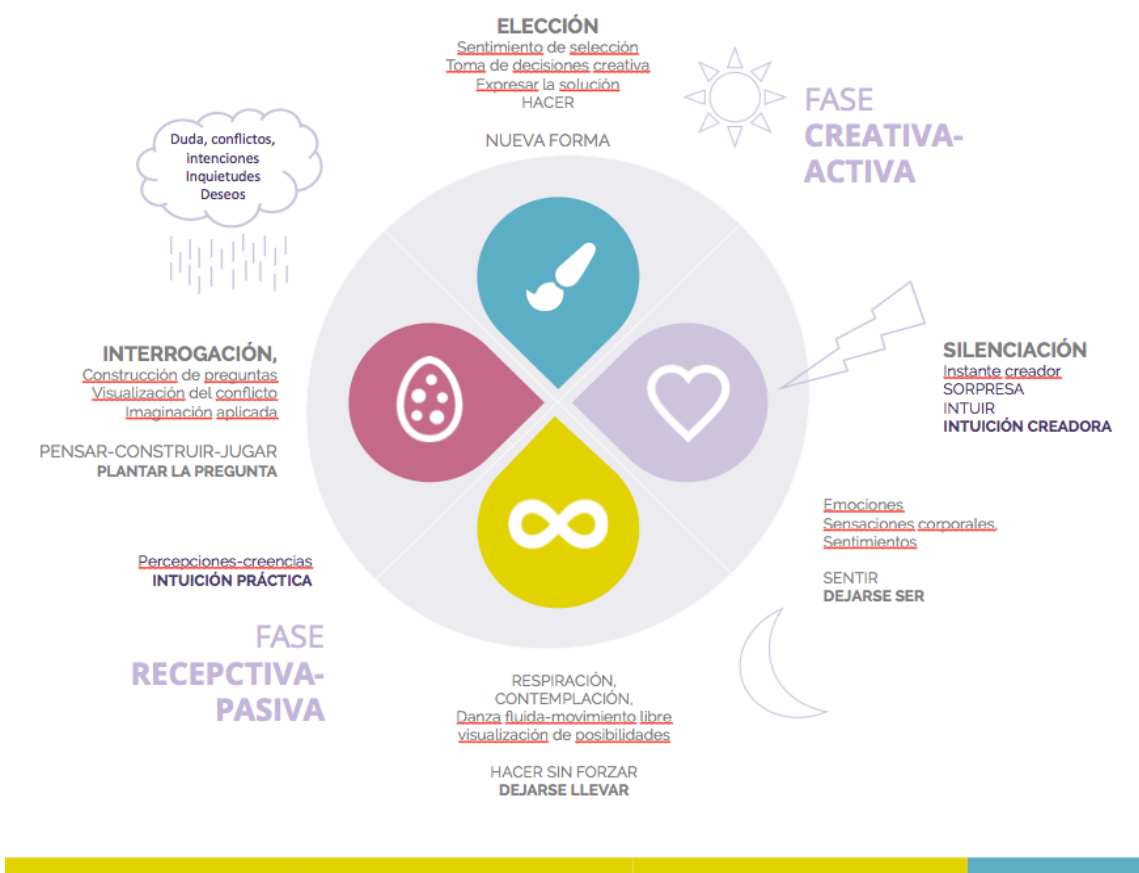 ELECCIÓN
Sentimiento de selección
Toma de decisiones creativa
Expresar la solución
HACER
NUEVA FORMA
FASE
CREATIVA-
ACTIVA
Duda, conflictos,
intenciones
Inquietudes
Deseos
INTERROGACIÓN,
Construcción de preguntas
Visualización del conflicto
Imaginación aplicada
PENSAR-CONSTRUIR-JUGAR
PLANTAR LA PREGUNTA
SILENCIACIÓN
Instante creador
SORPRESA
INTUIR
INTUICIÓN CREADORA
Emociones
Sensaciones corporales,
Sentimientos
SENTIR
DEJARSE SER
Percepciones-creencias
INTUICIÓN PRÁCTICA
FASE
RECEPCTIVA-
PASIVA
RESPIRACIÓN,
CONTEMPLACIÓN,
Danza fluida-movimiento libre
visualización de posibilidades
HACER SIN FORZAR
DEJARSE LLEVAR